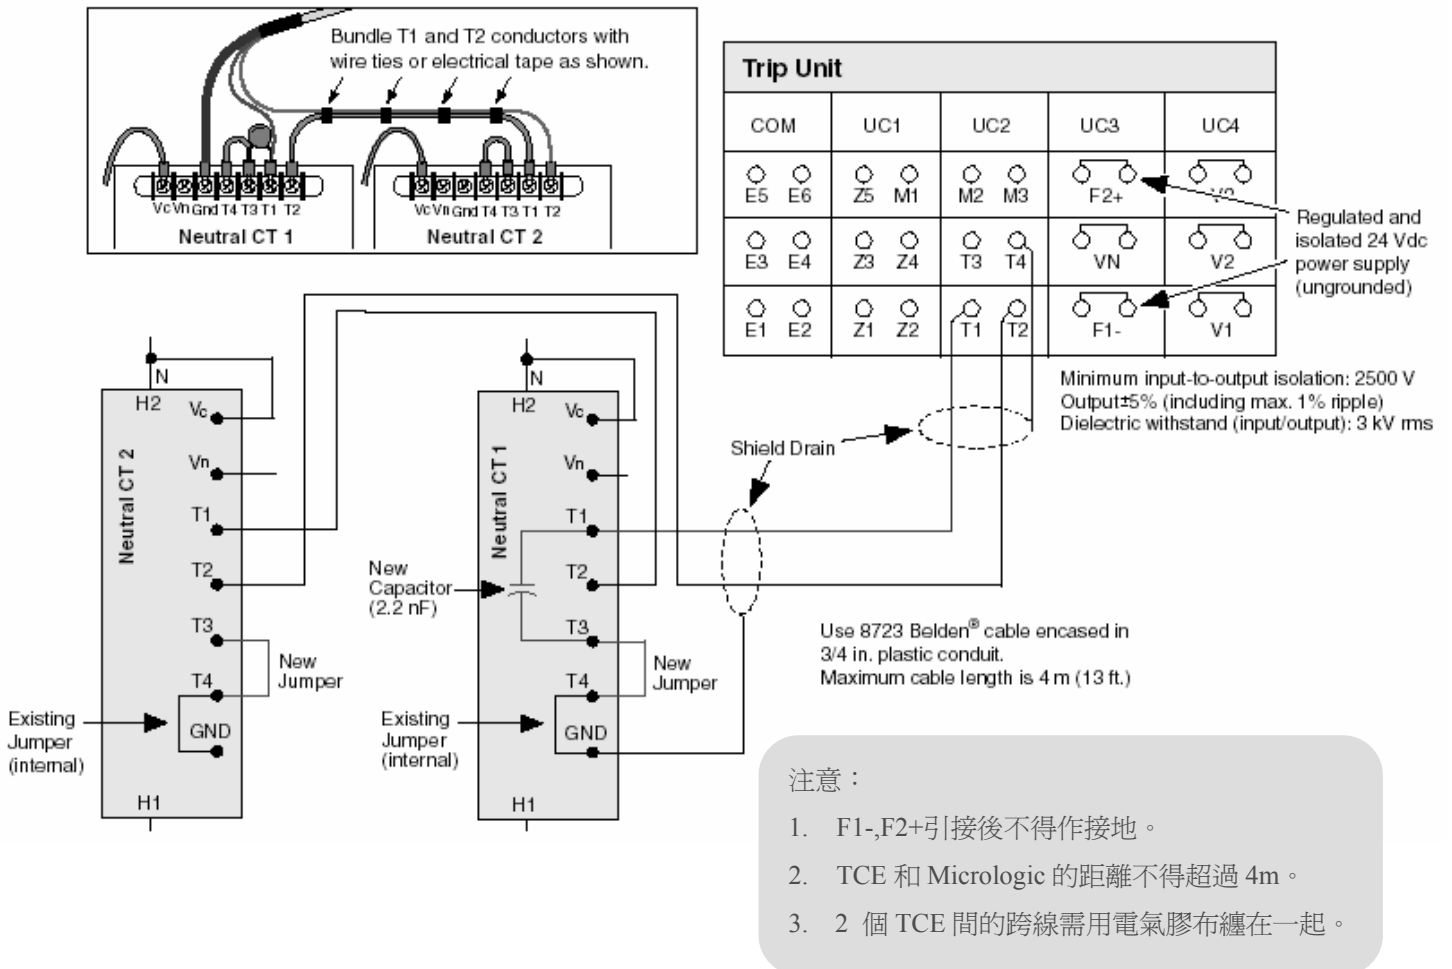 Bundle T1 and T2 conductors with
wire ties or electrical tape as shown.
Vc Vn Gnd T4 T3 T1 T2
Neutral CT 1
Vc Vn Gnd T4 T3 T1 T2
Neutral CT 2
Trip Unit
COM UC1 UC2 UC3 UC4
E5 E6 Z5 M1 M2 M3 F2+ V3
E3 E4 Z3 Z4 T3 T4 VN V2
E1 E2 Z1 Z2 T1 T2 F1- V1
Regulated and
isolated 24 Vdc
power supply
(ungrounded)
Minimum input-to-output isolation: 2500 V
Output±5% (including max. 1% ripple)
Dielectric withstand (input/output): 3 kV rms
N
H2
Vc
Vn
T1
T2
T3
T4
GND
H1
Neutral CT 2
New
Jumper
Existing
Jumper
(internal)
N
H2
Vc
Vn
T1
T2
T3
T4
GND
H1
Neutral CT 1
New
Capacitor
(2.2 nF)
New
Jumper
Existing
Jumper
(internal)
Shield Drain
Use 8723 Belden® cable encased in
3/4 in. plastic conduit.
Maximum cable length is 4 m (13 ft.)
注意：
1. F1-,F2+引接後不得作接地。
2. TCE 和 Micrologic 的距離不得超過 4m。
3. 2 個 TCE 間的跨線需用電氣膠布纏在一起。